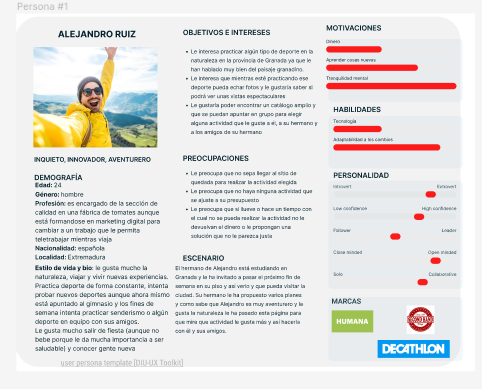 Persona #1
ALEJANDRO RUIZ
INQUIETO, INNOVADOR, AVENTURERO
DEMOGRAFÍA
Edad: 24
Género: hombre
Profesión: es encargado de la sección de
calidad en una fábrica de tomates aunque
está formandose en marketing digital para
cambiar a un trabajo que le permita
teletrabajar mientras viaja
Nacionalidad: española
Localidad: Extremadura
Estilo de vida y bio: le gusta mucho la
naturaleza, viajar y vivir nuevas experiencias.
Practica deporte de forma constante, intenta
probar nuevos deportes aunque ahora mismo
está apuntado al gimnasio y los fines de
semana intenta practicar senderismo o algún
deporte en equipo con sus amigos.
Le gusta mucho salir de fiesta (aunque no
bebe porque le da mucha importancia a ser
saludable) y conocer gente nueva
user persona template [DIU-UX Toolkit]
OBJETIVOS E INTERESES
Le interesa practicar algún tipo de deporte en la
naturaleza en la provincia de Granada ya que le
han hablado muy bien del paisaje granadino.
Le interesa que mientras esté practicando ese
deporte pueda echar fotos y le gustaría saber si
podrá ver unas vistas espectaculares
Le gustaría poder encontrar un catálogo amplio y
que se puedan apuntar en grupo para elegir
alguna actividad que le guste a él, a su hermano y
a los amigos de su hermano
PREOCUPACIONES
Le preocupa que no sepa llegar al sitio de
quedada para realizar la actividad elegida
Le preocupa que no haya ninguna actividad que
se ajuste a su presupuesto
Le preocupa que si llueve o hace un tiempo con
el cual no se pueda realizar la actividad no le
devuelvan el dinero o le propongan una
solución que no le parezca justa
ESCENARIO
El hermano de Alejandro está estudiando en
Granada y le ha invitado a pasar el próximo fin de
semana en su piso y así verlo y que pueda visitar la
ciudad. Su hermano le ha propuesto varios planes
y como sabe que Alejandro es muy aventurero y le
gusta la naturaleza le ha pasado esta página para
que mire que actividad le gusta más y así hacerla
con él y sus amigos.
MOTIVACIONES
Dinero
Aprender cosas nuevas
Tranquilidad mental
HABILIDADES
Tecnología
Adaptabilidad a los cambios
PERSONALIDAD
Introvert Extrovert
Low confidence High confidence
Follower Leader
Close minded Open minded
Solo Collaborative
MARCAS
HUMANA
DECATHLON